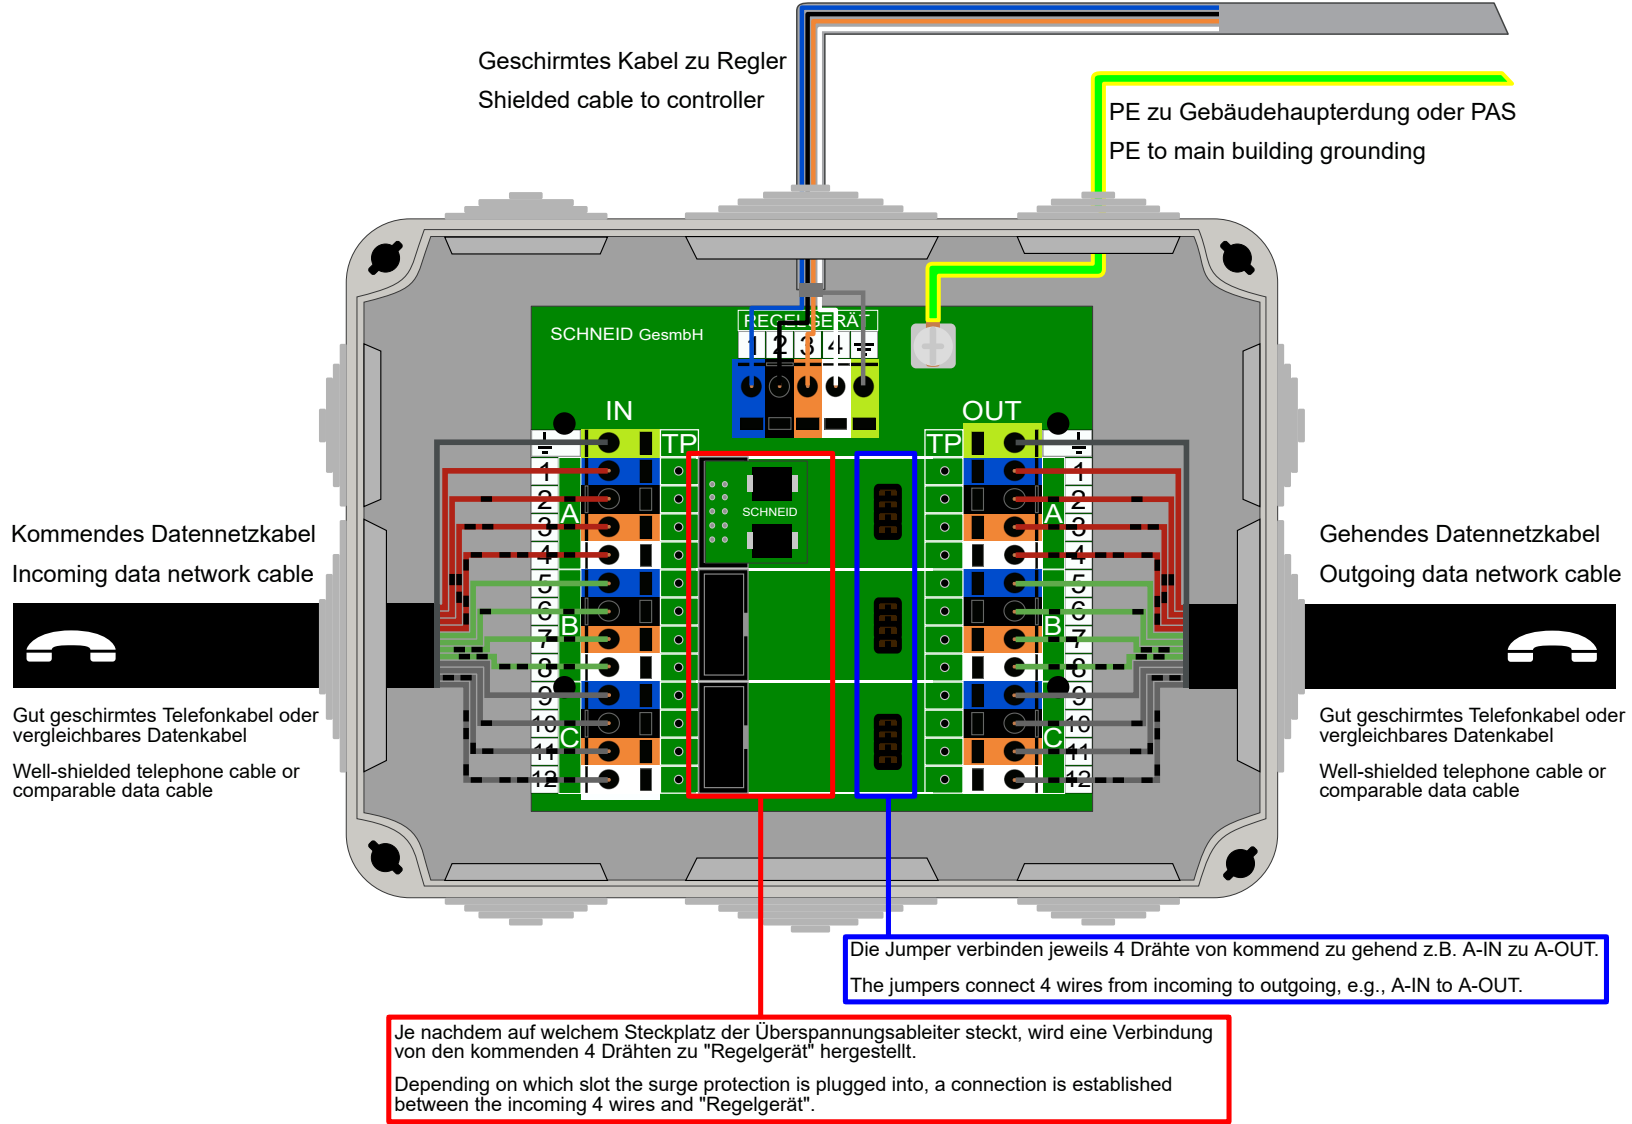 Geschirmtes Kabel zu Regler
Shielded cable to controller
PE zu Gebäudehaupterdung oder PAS
PE to main building grounding
SCHNEID GesmbH
REGELGERÄT
1 2 3 4
IN
OUT
TP
TP
1
2
3
4
5
6
7
8
9
10
11
12
A
B
C
SCHNEID
1
2
3
4
5
6
7
8
9
10
11
12
A
B
C
Kommendes Datennetzkabel
Incoming data network cable
Gut geschirmtes Telefonkabel oder
vergleichbares Datenkabel
Well-shielded telephone cable or
comparable data cable
Gehendes Datennetzkabel
Outgoing data network cable
Gut geschirmtes Telefonkabel oder
vergleichbares Datenkabel
Well-shielded telephone cable or
comparable data cable
Die Jumper verbinden jeweils 4 Drähte von kommend zu gehend z.B. A-IN zu A-OUT.
The jumpers connect 4 wires from incoming to outgoing, e.g., A-IN to A-OUT.
Je nachdem auf welchem Steckplatz der Überspannungsableiter steckt, wird eine Verbindung
von den kommenden 4 Drähten zu "Regelgerät" hergestellt.
Depending on which slot the surge protection is plugged into, a connection is established
between the incoming 4 wires and "Regelgerät".